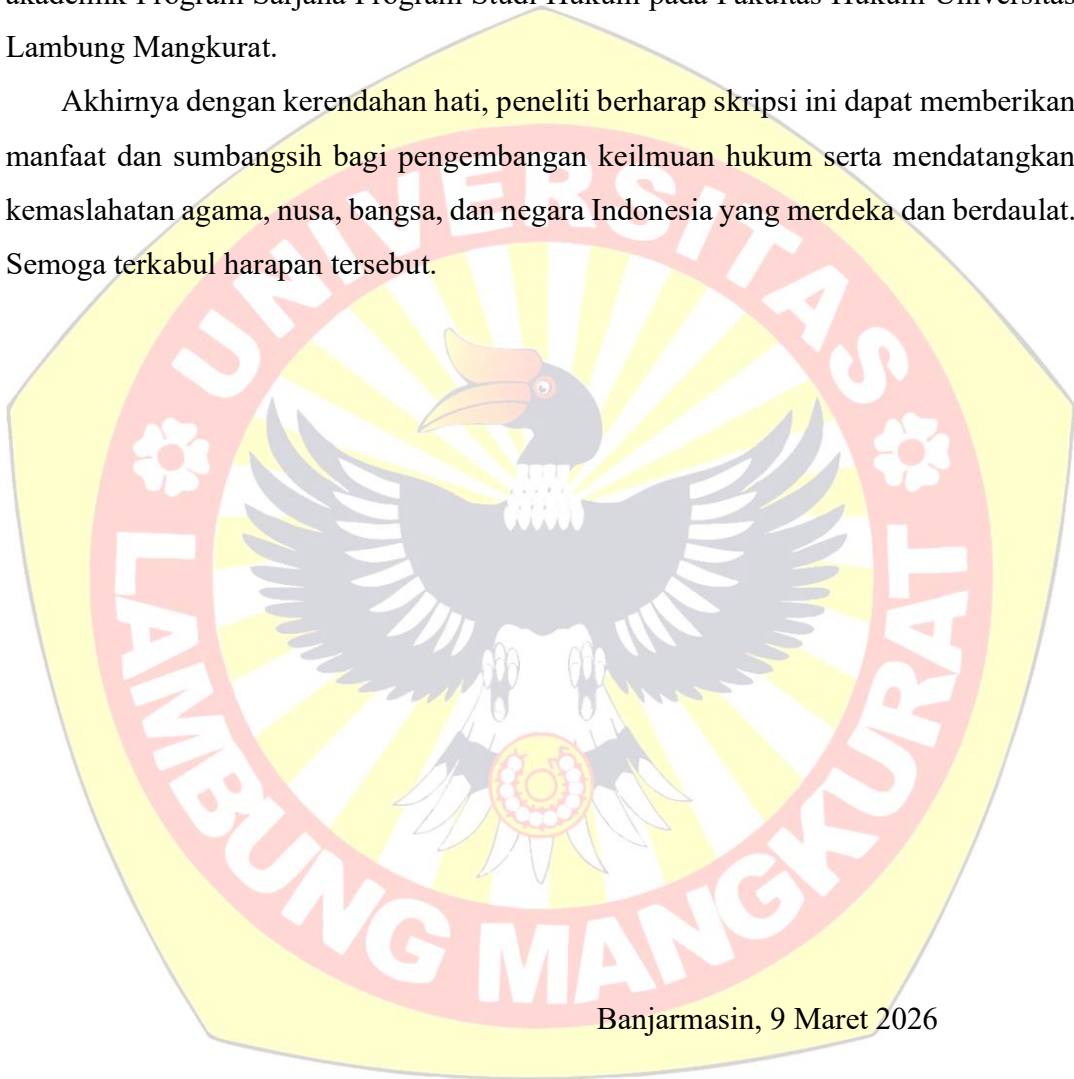 akademik Program Sarjana Program Studi Hukum pada Fakultas Hukum Universitas
Lambung Mangkurat.
Akhirnya dengan kerendahan hati, peneliti berharap skripsi ini dapat memberikan
manfaat dan sumbangsih bagi pengembangan keilmuan hukum serta mendatangkan
kemaslahatan agama, nusa, bangsa, dan negara Indonesia yang merdeka dan berdaulat.
Semoga terkabul harapan tersebut.
UNIVERSITAS
LAMBUNG MANGKURAT
Banjarmasin, 9 Maret 2026